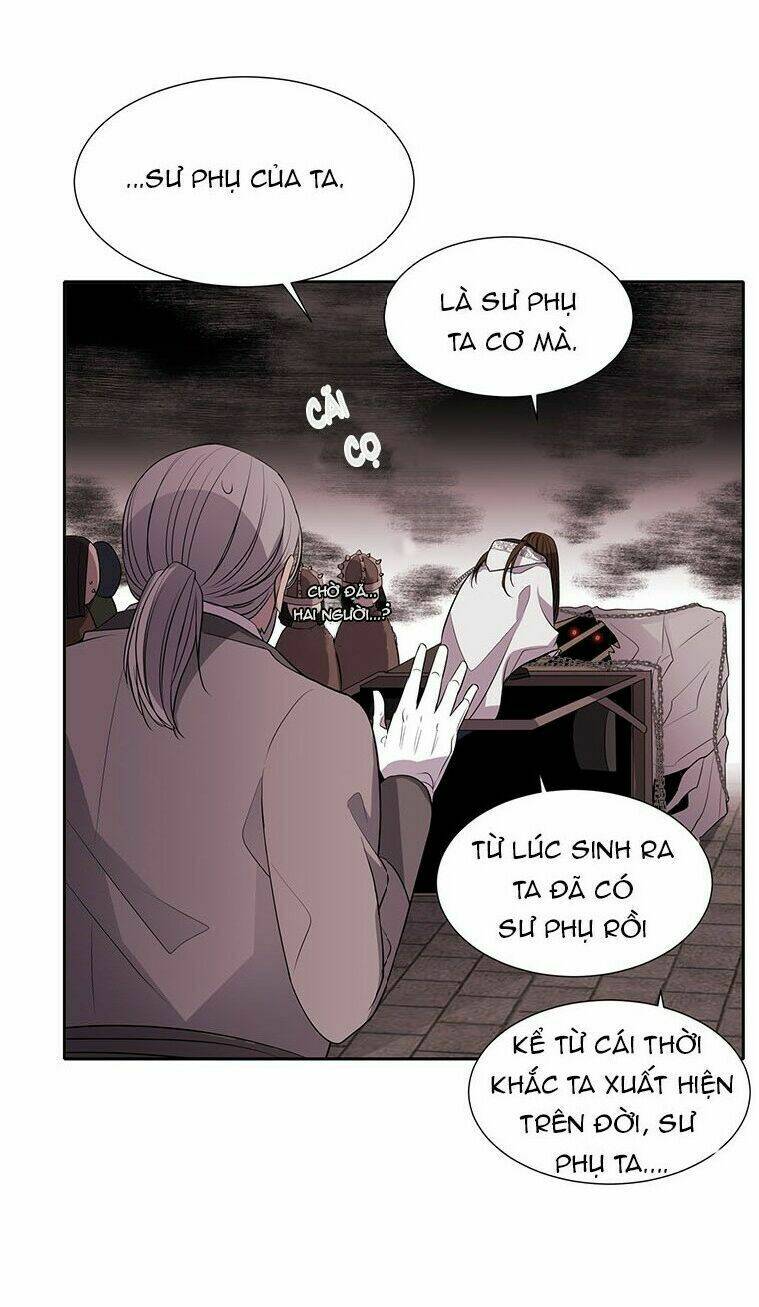 ...SƯ PHỤ CỦA TA.
LÀ SƯ PHỤ
TA CƠ MÀ.
CÃI
CỌ
CHỜ ĐÃ...
HAI NGƯỜI...?
TỪ LÚC SINH RA
TA ĐÃ CÓ
SƯ PHỤ RỒI
KỂ TỪ CÁI THỜI
KHẮC TA XUẤT HIỆN
TRÊN ĐỜI, SƯ
PHỤ TA....